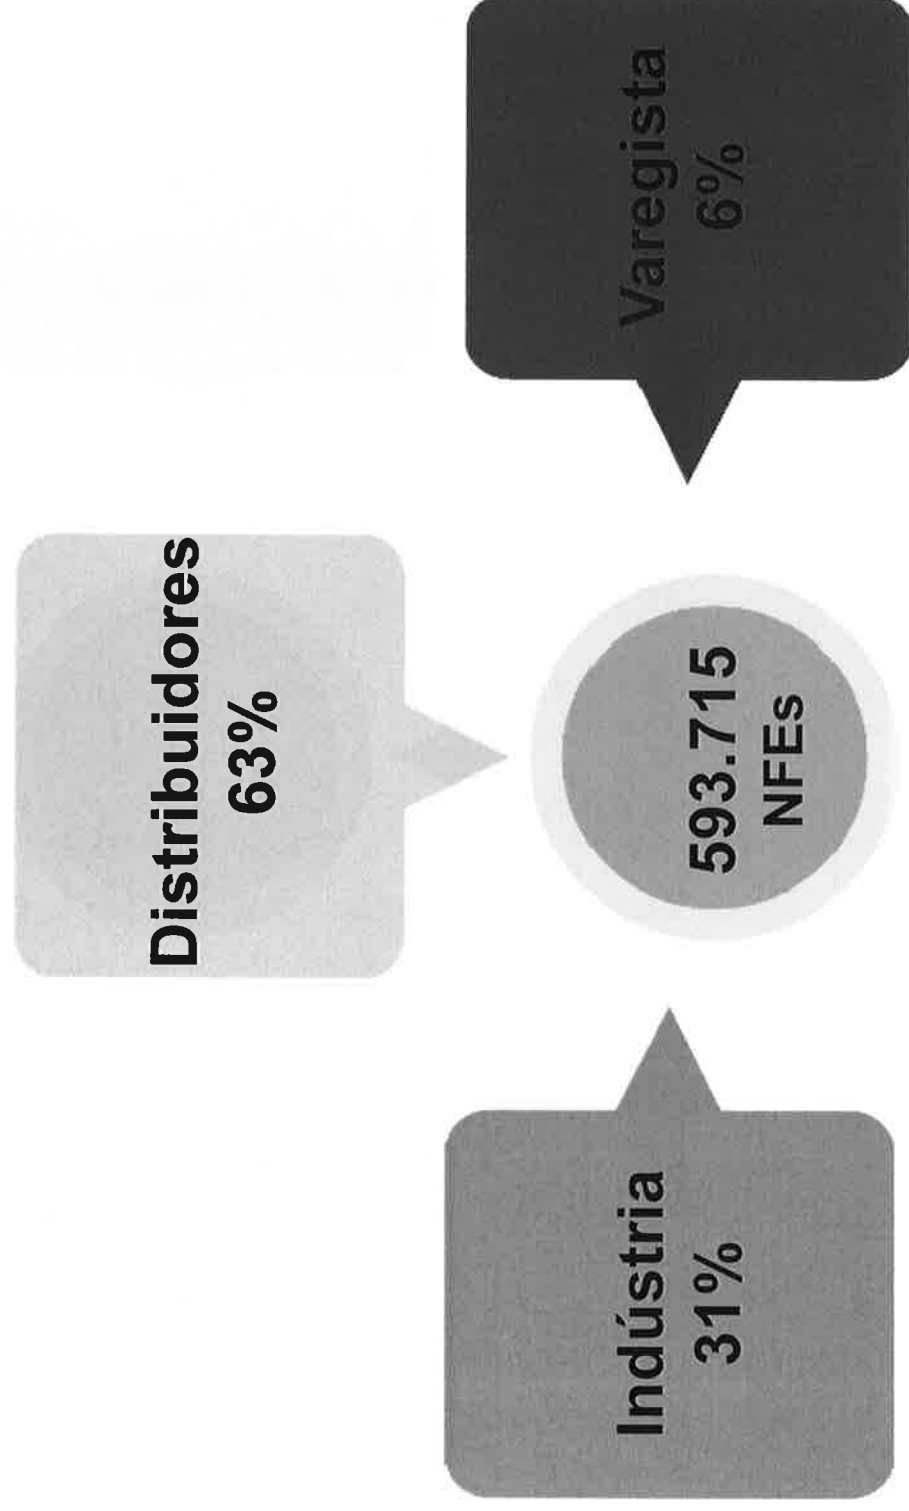 Distribuidores
63%
Indústria
31%
593.715
NFEs
Varegista
6%